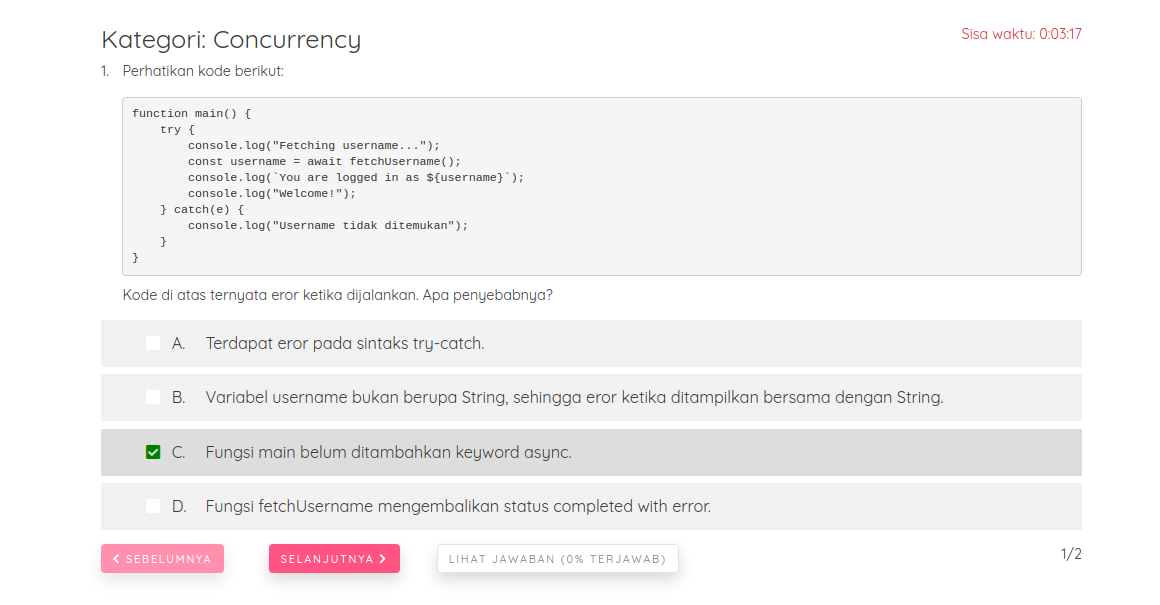 Kategori: Concurrency
Sisa waktu: 0:03:17
1. Perhatikan kode berikut:
function main() {
    try {
        console.log("Fetching username...");
        const username = await fetchUsername();
        console.log(`You are logged in as ${username}`);
        console.log("Welcome!");
    } catch(e) {
        console.log("Username tidak ditemukan");
    }
}
Kode di atas ternyata eror ketika dijalankan. Apa penyebabnya?
A. Terdapat eror pada sintaks try-catch.
B. Variabel username bukan berupa String, sehingga eror ketika ditampilkan bersama dengan String.
C. Fungsi main belum ditambahkan keyword async.
D. Fungsi fetchUsername mengembalikan status completed with error.
SEBELUMNYA SELANJUTNYA LIHAT JAWABAN (0% TERJAWAB) 1/2